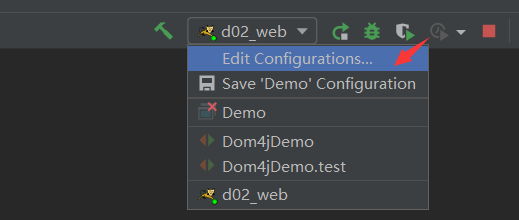 d02_web
Edit Configurations...
Save 'Demo' Configuration
Demo
Dom4jDemo
Dom4jDemo.test
d02_web